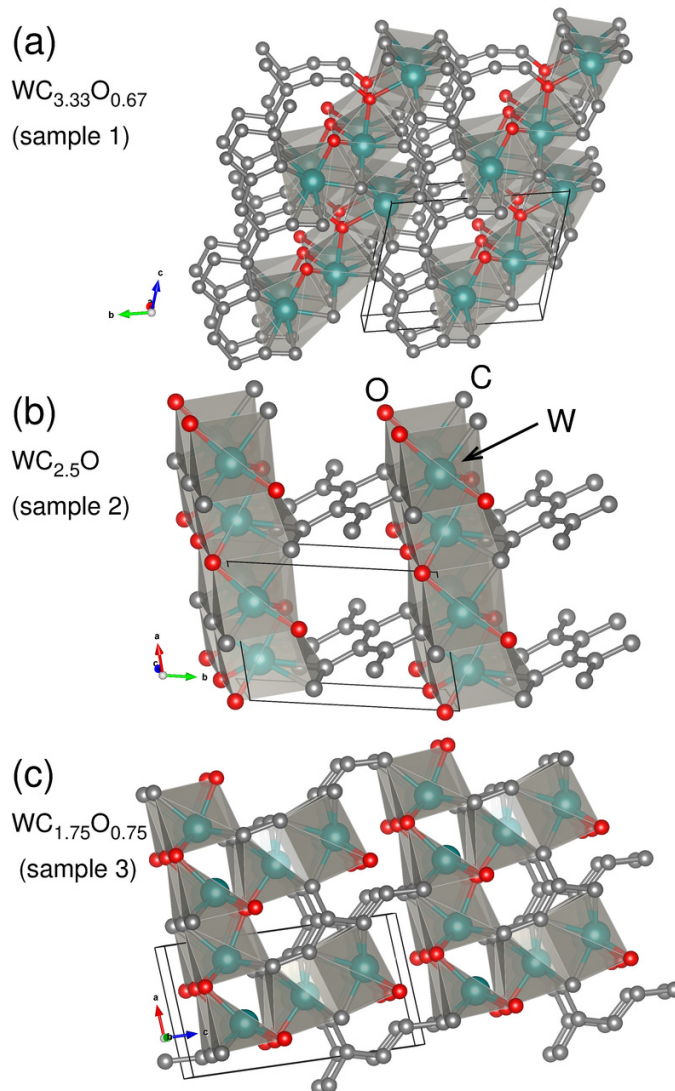 (a)
WC3.33O0.67
(sample 1)
c
a
b
(b)
O
C
WC2.5O
W
(sample 2)
a
c
b
(c)
WC1.75O0.75
(sample 3)
a
b
c